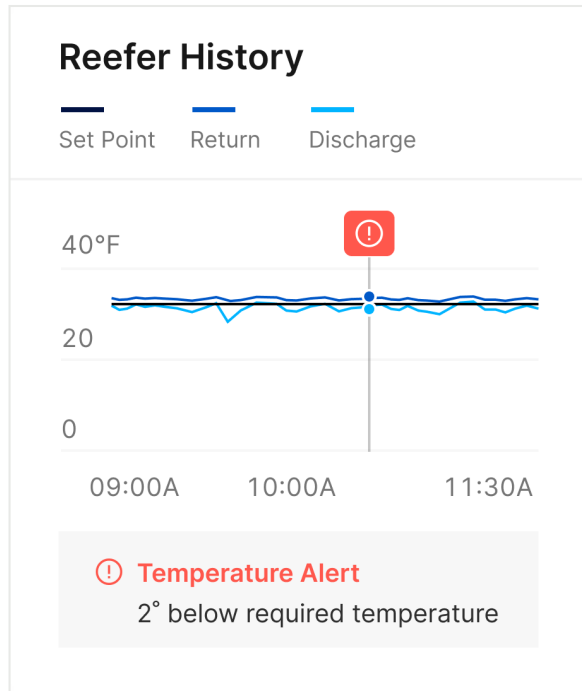 Reefer History
Set Point Return Discharge
40°F
20
0
09:00A 10:00A 11:30A
Temperature Alert
2° below required temperature